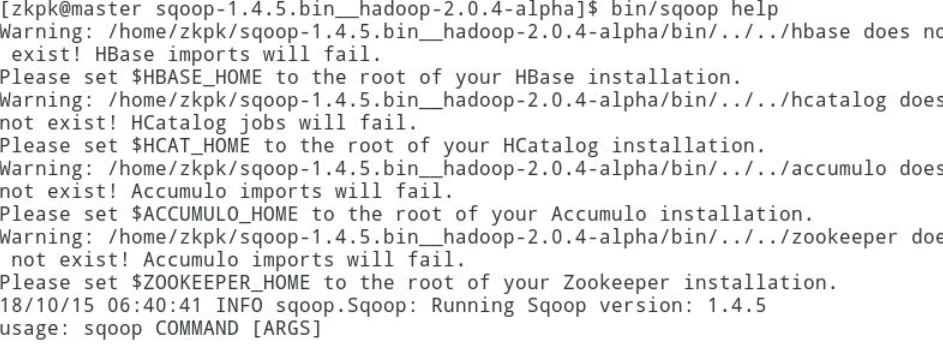 [zkpk@master sqoop-1.4.5.bin__hadoop-2.0.4-alpha]$ bin/sqoop help
Warning: /home/zkpk/sqoop-1.4.5.bin__hadoop-2.0.4-alpha/bin/../../hbase does no
exist! HBase imports will fail.
Please set $HBASE_HOME to the root of your HBase installation.
Warning: /home/zkpk/sqoop-1.4.5.bin__hadoop-2.0.4-alpha/bin/../../hcatalog does
not exist! HCatalog jobs will fail.
Please set $HCAT_HOME to the root of your HCatalog installation.
Warning: /home/zkpk/sqoop-1.4.5.bin__hadoop-2.0.4-alpha/bin/../../accumulo does
not exist! Accumulo imports will fail.
Please set $ACCUMULO_HOME to the root of your Accumulo installation.
Warning: /home/zkpk/sqoop-1.4.5.bin__hadoop-2.0.4-alpha/bin/../../zookeeper doe
not exist! Accumulo imports will fail.
Please set $ZOOKEEPER_HOME to the root of your Zookeeper installation.
18/10/15 06:40:41 INFO sqoop.Sqoop: Running Sqoop version: 1.4.5
usage: sqoop COMMAND [ARGS]